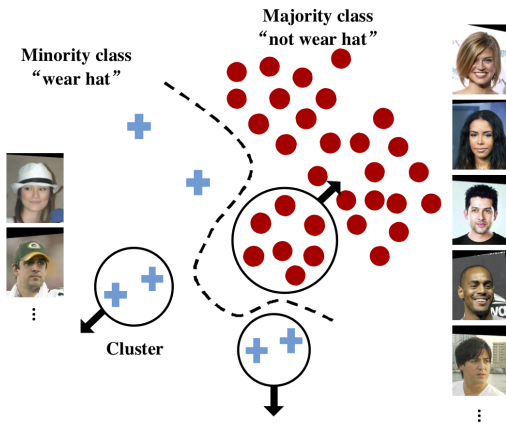 Majority class
“not wear hat”
Minority class
“wear hat”
Cluster